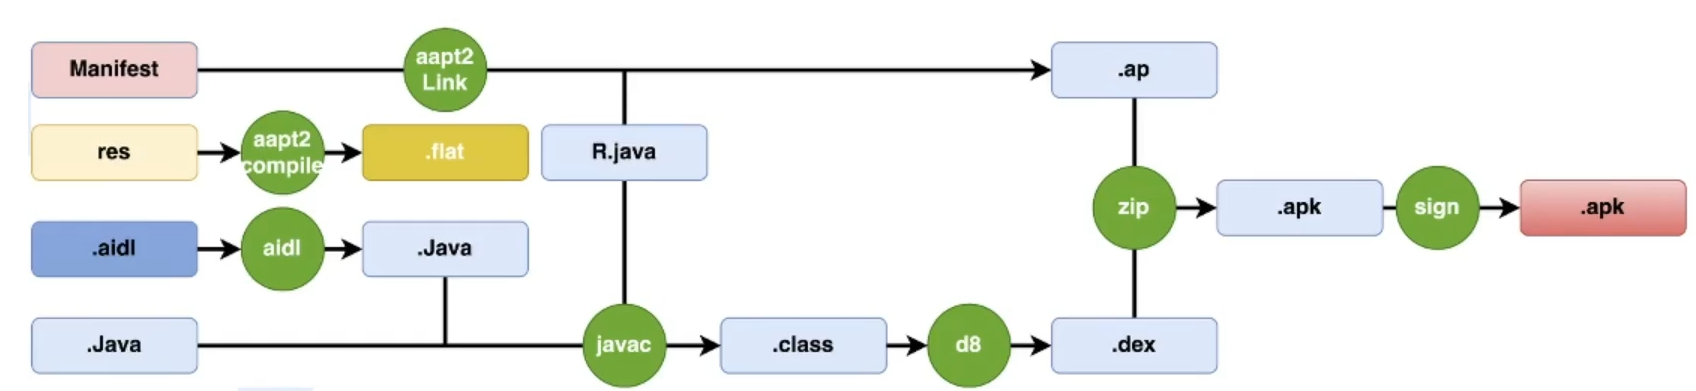 Manifest
aapt2
Link
.ap
res
aapt2
compile
.flat
R.java
zip
.apk
sign
.apk
.aidl
aidl
.Java
.Java
javac
.class
d8
.dex